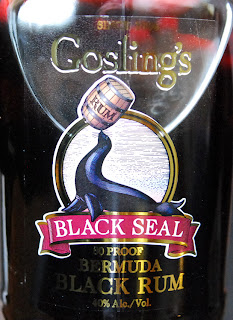 Gosling's
RUM
BLACK SEAL
80 PROOF
BERMUDA
BLACK RUM
40% Alc./Vol.